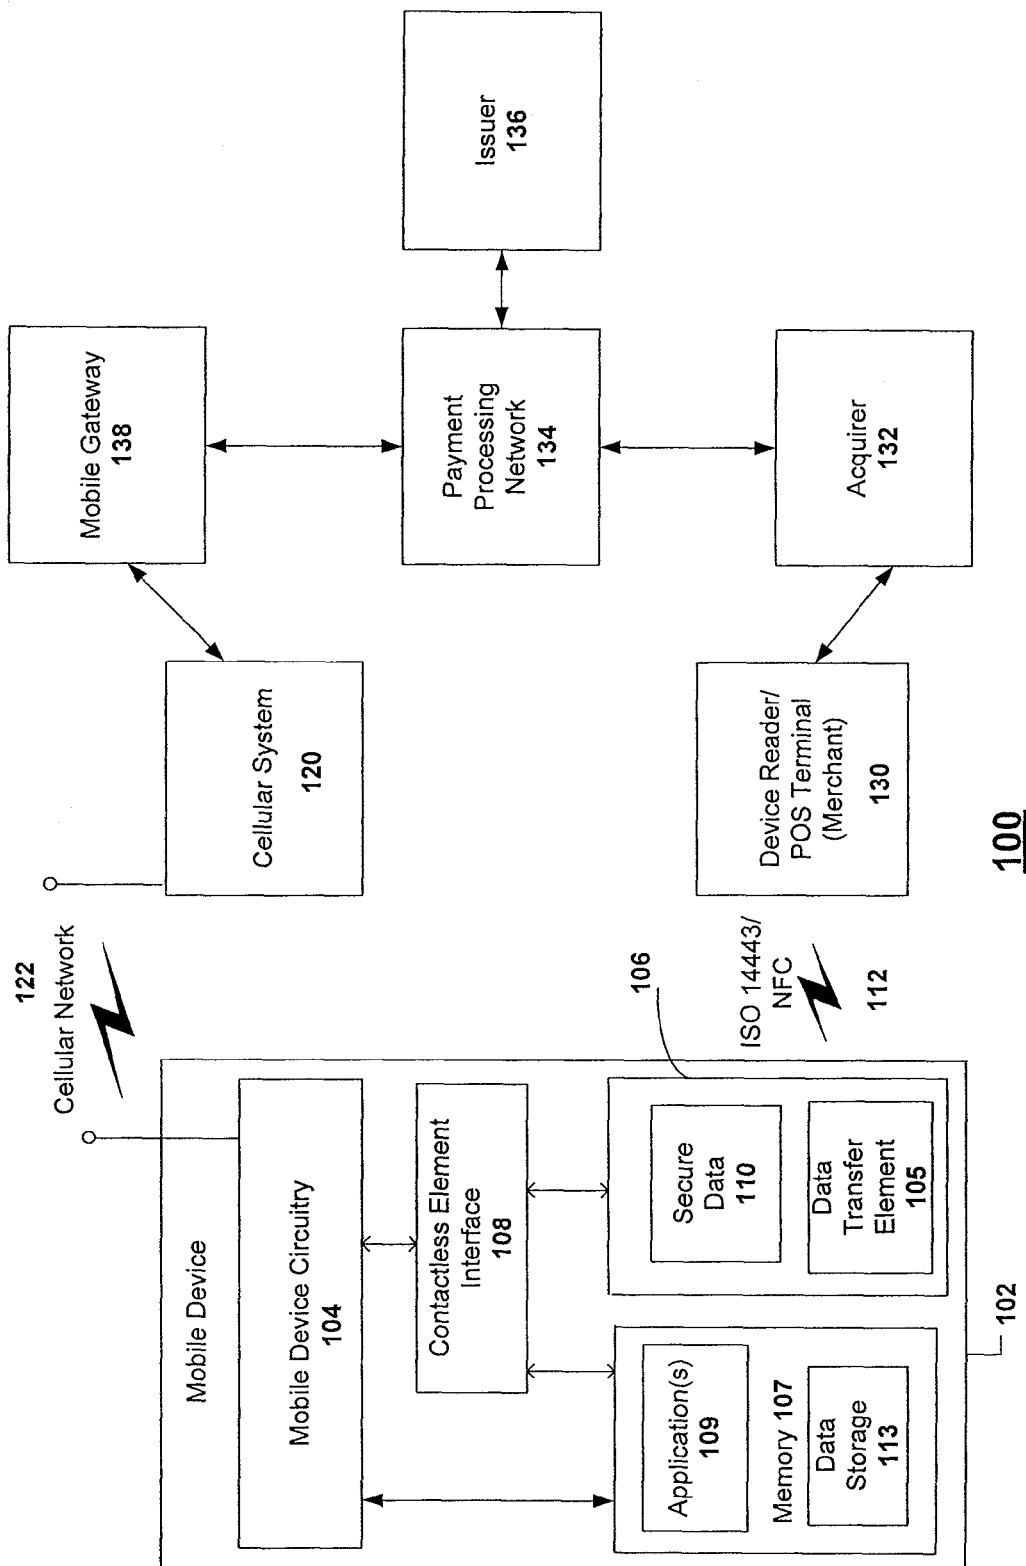 122
Cellular Network
Cellular System
120
Mobile Gateway
138
Mobile Device
Mobile Device Circuitry
104
Contactless Element
Interface
108
Payment
Processing
Network
134
Issuer
136
106
Application(s)
109
Memory 107
Data
Storage
113
Secure
Data
110
Data
Transfer
Element
105
ISO 14443/
NFC
112
Device Reader/
POS Terminal
(Merchant)
130
Acquirer
132
102
100